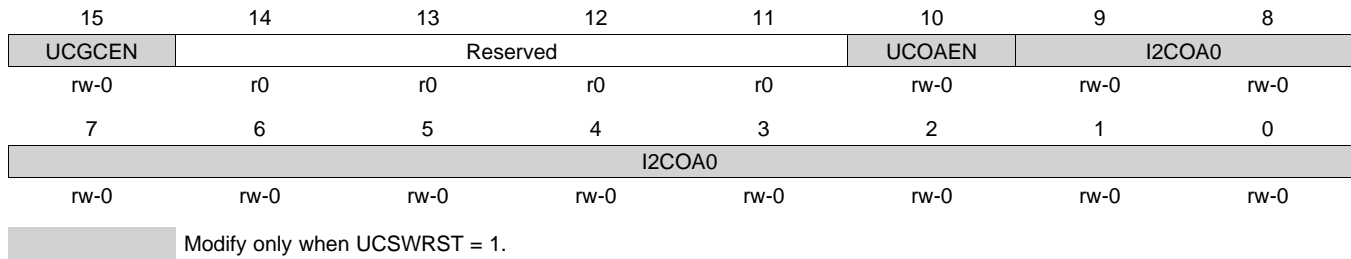 15 14 13 12 11 10 9 8
UCGCEN Reserved UCOAEN I2COA0
rw-0 r0 r0 r0 r0 rw-0 rw-0 rw-0
7 6 5 4 3 2 1 0
I2COA0
rw-0 rw-0 rw-0 rw-0 rw-0 rw-0 rw-0 rw-0
Modify only when UCSWRST = 1.